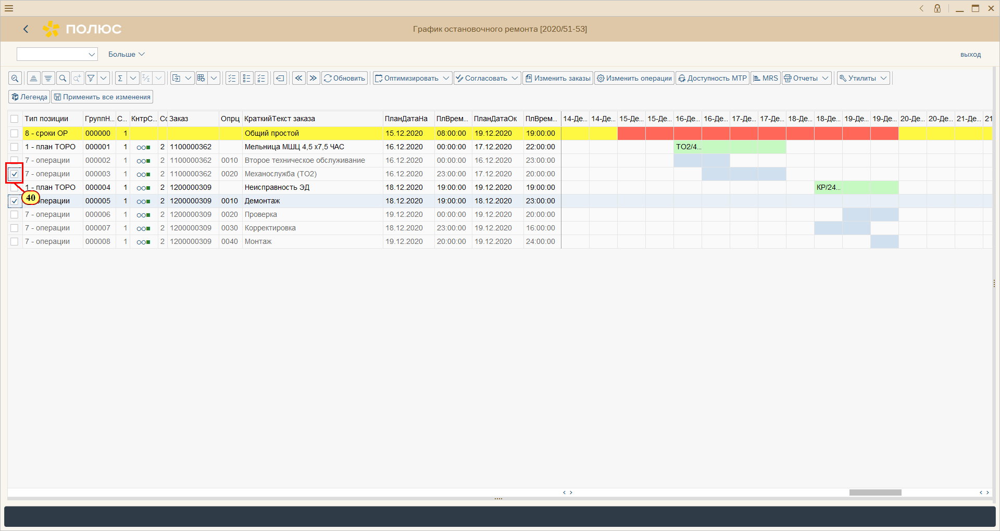 ПОЛЮС
График остановочного ремонта [2020/51-53]
Больше
выход
Обновить Оптимизировать Согласовать Изменить заказы Изменить операции Доступность МТР MRS Отчеты Утилиты
Легенда Применить все изменения
Тип позиции ГруппН... С... КнтрС... Сс Заказ Опрц КраткийТекст заказа ПланДатаНа ПлВрем... ПланДатаОк ПлВрем... 14-Де... 14-Де... 15-Де... 15-Де... 16-Де... 16-Де... 17-Де... 17-Де... 18-Де... 18-Де... 19-Де... 19-Де... 20-Де... 20-Де... 21-Де... 21
8 - сроки ОР 000000 1 Общий простой 15.12.2020 08:00:00 19.12.2020 19:00:00
1 - план ТОРО 000001 1 2 1100000362 Мельница МШЦ 4,5 х7,5 ЧАС 16.12.2020 00:00:00 17.12.2020 22:00:00 ТО2/4...
7 - операции 000002 1 2 1100000362 0010 Второе техническое обслуживание 16.12.2020 00:00:00 16.12.2020 23:00:00
7 - операции 000003 1 2 1100000362 0020 Механослужба (ТО2) 16.12.2020 23:00:00 17.12.2020 20:00:00
1 - план ТОРО 000004 1 2 1200000309 Неисправность ЭД 18.12.2020 19:00:00 19.12.2020 19:00:00 КР/24...
40
операции 000005 1 2 1200000309 0010 Демонтаж 18.12.2020 19:00:00 18.12.2020 23:00:00
7 - операции 000006 1 2 1200000309 0020 Проверка 19.12.2020 00:00:00 19.12.2020 20:00:00
7 - операции 000007 1 2 1200000309 0030 Корректировка 18.12.2020 23:00:00 19.12.2020 16:00:00
7 - операции 000008 1 2 1200000309 0040 Монтаж 19.12.2020 20:00:00 19.12.2020 24:00:00